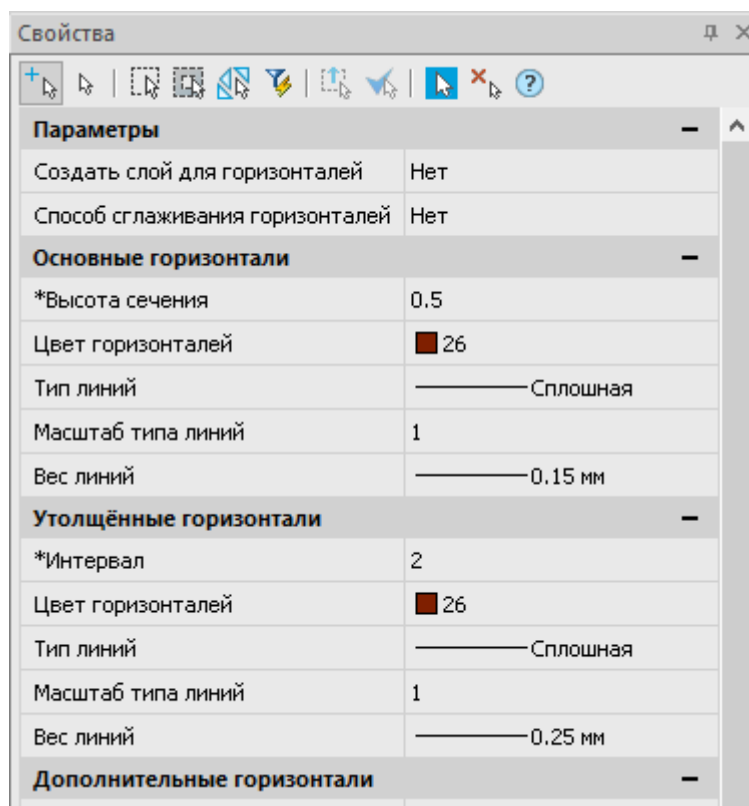 Свойства
Параметры
Создать слой для горизонталей Нет
Способ сглаживания горизонталей Нет
Основные горизонтали
*Высота сечения 0.5
Цвет горизонталей 26
Тип линий Сплошная
Масштаб типа линий 1
Вес линий 0.15 мм
Утолщённые горизонтали
*Интервал 2
Цвет горизонталей 26
Тип линий Сплошная
Масштаб типа линий 1
Вес линий 0.25 мм
Дополнительные горизонтали